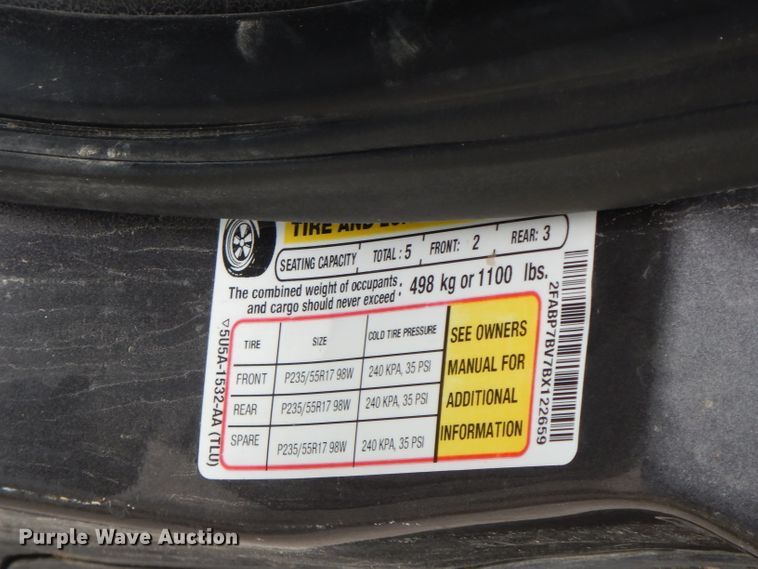 TIRE AND
SEATING CAPACITY TOTAL : 5 FRONT: 2 REAR: 3
The combined weight of occupants
and cargo should never exceed : 498 kg or 1100 lbs.
TIRE SIZE COLD TIRE PRESSURE
FRONT P235/55R17 98W 240 KPA, 35 PSI
REAR P235/55R17 98W 240 KPA, 35 PSI
SPARE P235/55R17 98W 240 KPA, 35 PSI
SEE OWNERS
MANUAL FOR
ADDITIONAL
INFORMATION
5U5A-1532-AA (TLU)
2FABP7BV7BX122659
Purple Wave Auction®